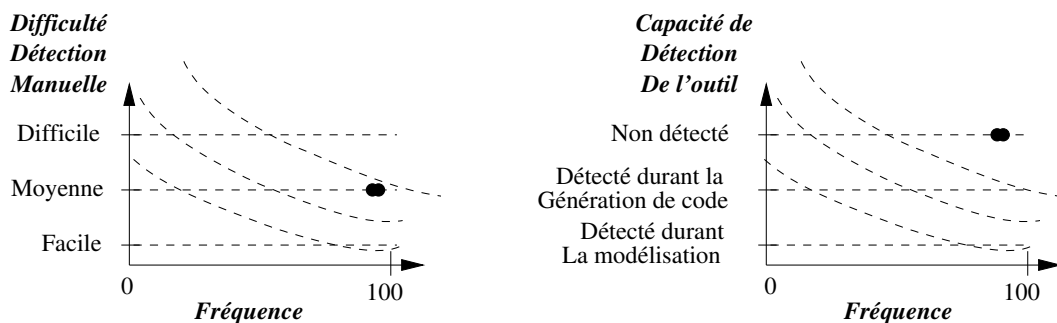 Difficulté
Détection
Manuelle
Difficile
Moyenne
Facile
0
100
Fréquence
Capacité de
Détection
De l'outil
Non détecté
Détecté durant la
Génération de code
Détecté durant
La modélisation
0
100
Fréquence